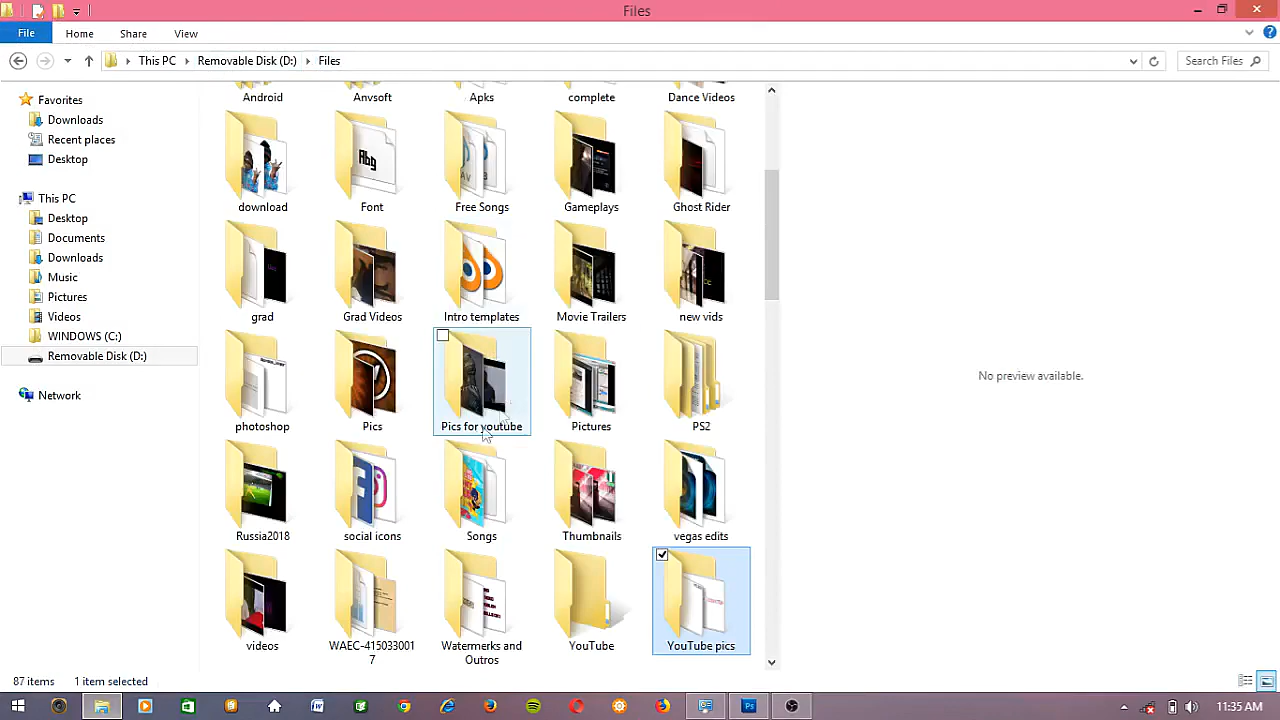 Files
File Home Share View
This PC Removable Disk (D:) Files
Search Files
Favorites
Downloads
Recent places
Desktop
This PC
Desktop
Documents
Downloads
Music
Pictures
Videos
WINDOWS (C:)
Removable Disk (D:)
Network
Android Anvsoft Apks complete Dance Videos
download Font Free Songs Gameplays Ghost Rider
grad Grad Videos Intro templates Movie Trailers new vids
photoshop Pics Pics for youtube Pictures PS2
Russia2018 social icons Songs Thumbnails vegas edits
videos WAEC-415033001 Watermerks and YouTube YouTube pics
7 Outros
No preview available.
87 items 1 item selected
11:35 AM